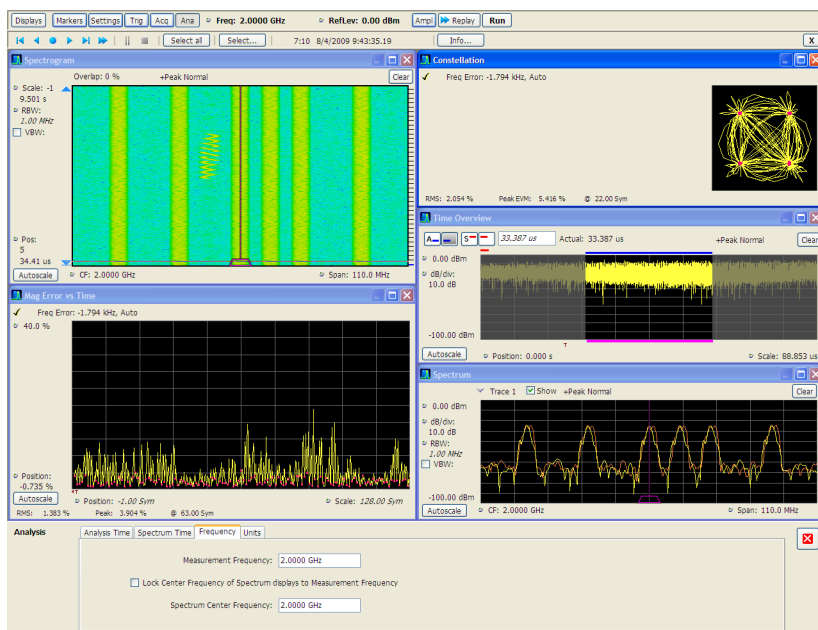 Displays Markers Settings Trig Acq Ana Freq: 2.0000 GHz RefLev: 0.00 dBm Ampl Replay Run
Select all Select... 7:10 8/4/2009 9:43:35.19 Info... X
Spectrogram
Overlap: 0 % +Peak Normal Clear
Scale: -1
9.501 s
RBW:
1.00 MHz
VBW:
Pos:
5
34.41 us
Autoscale CF: 2.0000 GHz Span: 110.0 MHz
Constellation
Freq Error: -1.794 kHz, Auto
RMS: 2.054 % Peak EVM: 5.416 % @ 22.00 Sym
Time Overview
A S 33.387 us Actual: 33.387 us +Peak Normal Clear
0.00 dBm
dB/div:
10.0 dB
-100.00 dBm
T
Autoscale Position: 0.000 s Scale: 88.853 us
Mag Error vs Time
Freq Error: -1.794 kHz, Auto
40.0 %
Position:
-0.735 %
T
Autoscale Position: -1.00 Sym Scale: 128.00 Sym
RMS: 1.383 % Peak: 3.904 % @ 63.00 Sym
Spectrum
Trace 1 Show +Peak Normal Clear
0.00 dBm
dB/div:
10.0 dB
RBW:
1.00 MHz
VBW:
-100.00 dBm
Autoscale CF: 2.0000 GHz Span: 110.0 MHz
Analysis Analysis Time Spectrum Time Frequency Units
Measurement Frequency: 2.0000 GHz
Lock Center Frequency of Spectrum displays to Measurement Frequency
Spectrum Center Frequency: 2.0000 GHz